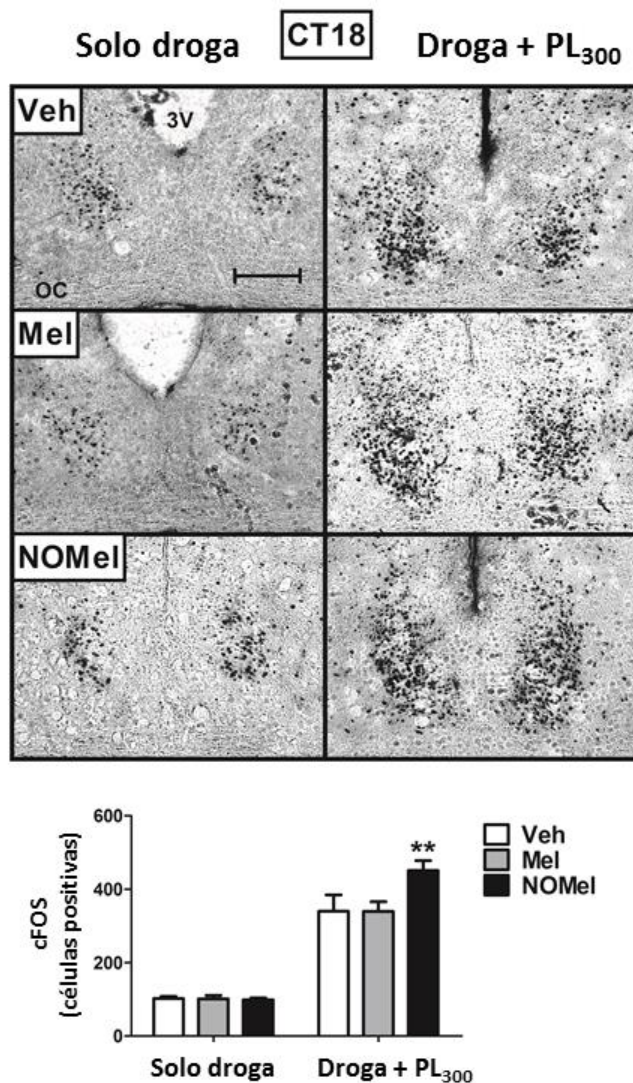 Solo droga CT18 Droga + PL300
Veh
3V
OC
Mel
NOMel
600
400
200
0
cFOS
(células positivas)
**
Veh
Mel
NOMel
Solo droga Droga + PL300